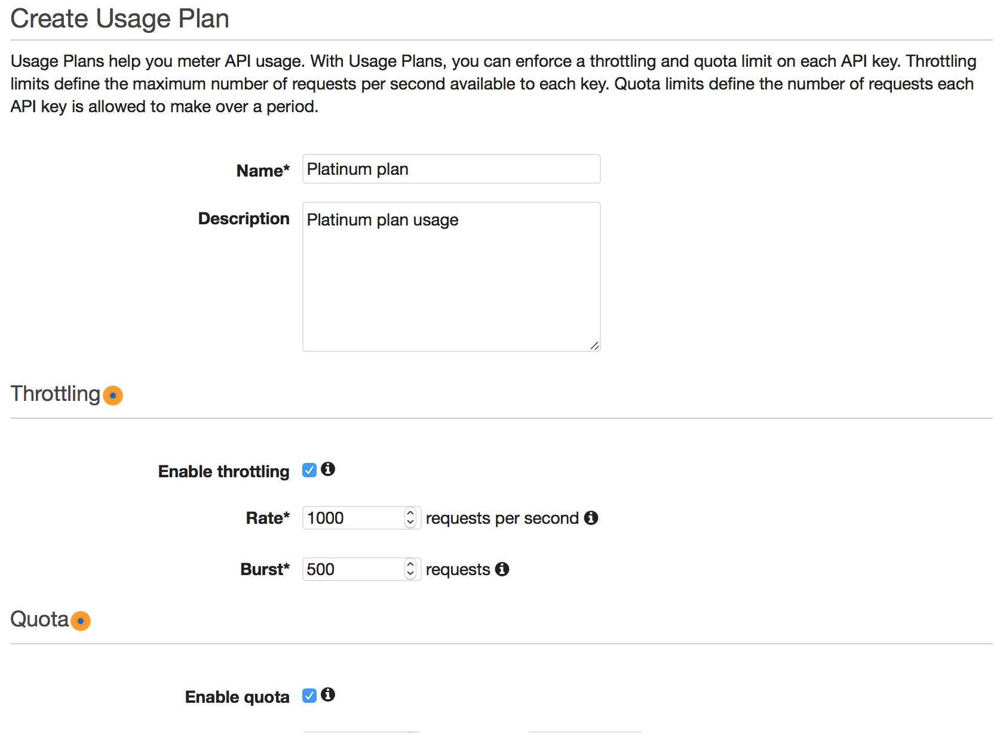 Create Usage Plan
Usage Plans help you meter API usage. With Usage Plans, you can enforce a throttling and quota limit on each API key. Throttling
limits define the maximum number of requests per second available to each key. Quota limits define the number of requests each
API key is allowed to make over a period.
Name* Platinum plan
Description Platinum plan usage
Throttling
Enable throttling
Rate* 1000 requests per second
Burst* 500 requests
Quota
Enable quota